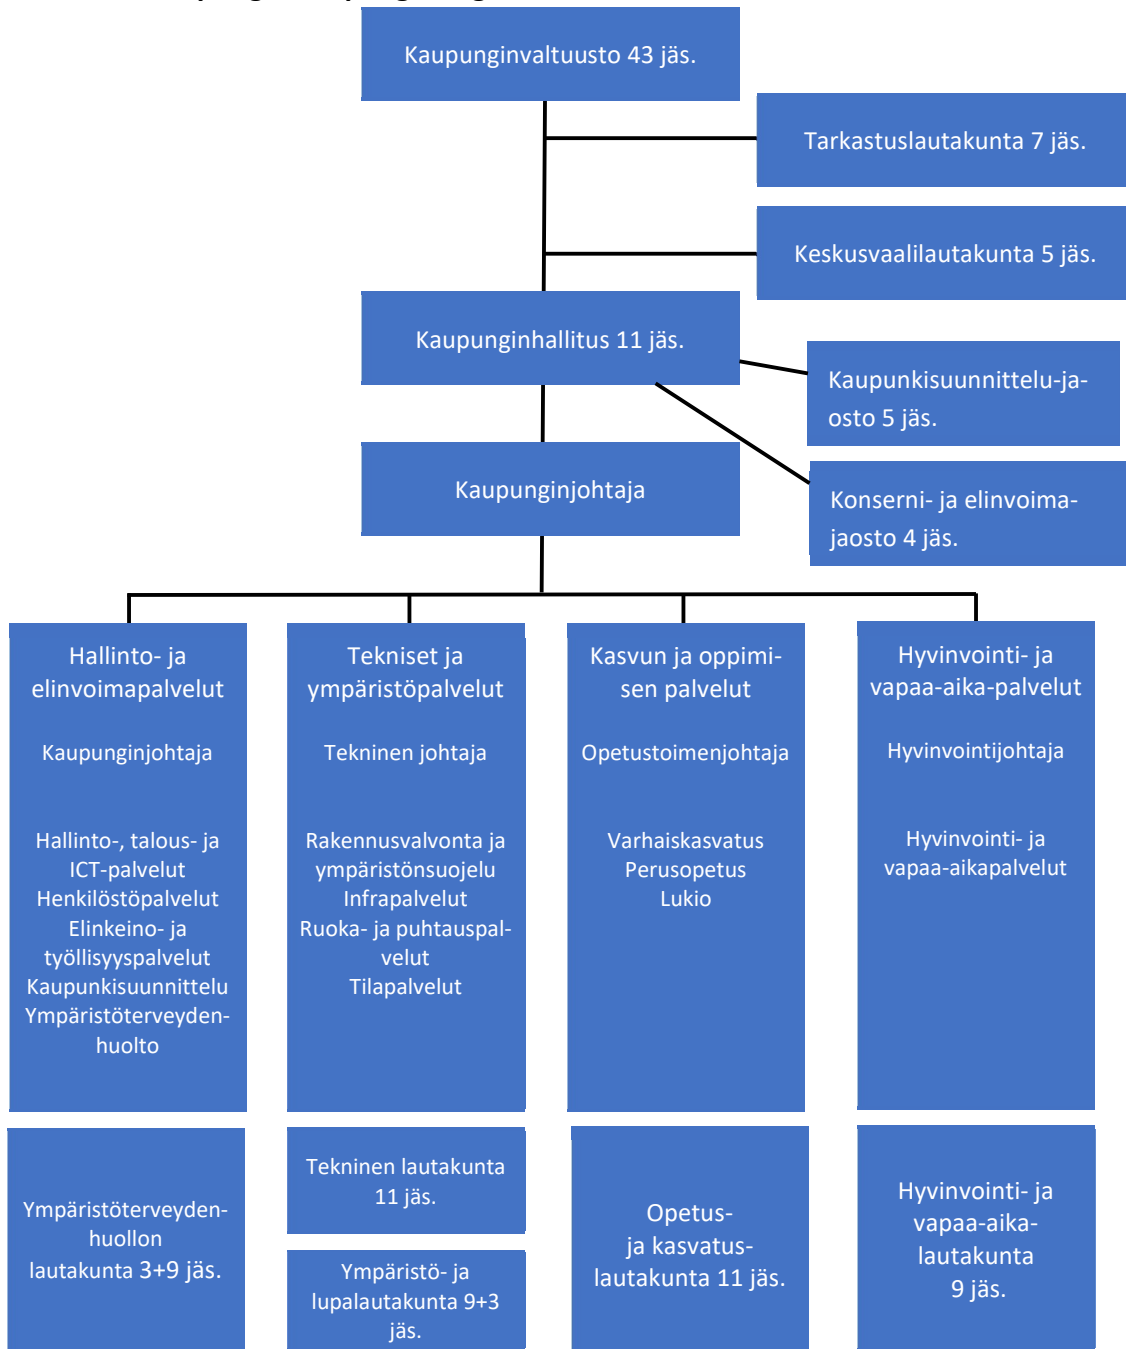 Kaupunginvaltuusto 43 jäs.
Tarkastuslautakunta 7 jäs.
Keskusvaalilautakunta 5 jäs.
Kaupunginhallitus 11 jäs.
Kaupunkisuunnittelu-ja-
osto 5 jäs.
Kaupunginjohtaja
Konserni- ja elinvoima-
jaosto 4 jäs.
Hallinto- ja
elinvoimapalvelut
Kaupunginjohtaja
Hallinto-, talous- ja
ICT-palvelut
Henkilöstöpalvelut
Elinkeino- ja
työllisyyspalvelut
Kaupunkisuunnittelu
Ympäristöterveyden-
huolto
Tekniset ja
ympäristöpalvelut
Tekninen johtaja
Rakennusvalvonta ja
ympäristönsuojelu
Infrapalvelut
Ruoka- ja puhtauspal-
velut
Tilapalvelut
Kasvun ja oppimi-
sen palvelut
Opetustoimenjohtaja
Varhaiskasvatus
Perusopetus
Lukio
Hyvinvointi- ja
vapaa-aika-palvelut
Hyvinvointijohtaja
Hyvinvointi- ja
vapaa-aikapalvelut
Ympäristöterveyden-
huollon
lautakunta 3+9 jäs.
Tekninen lautakunta
11 jäs.
Ympäristö- ja
lupalautakunta 9+3
jäs.
Opetus-
ja kasvatus-
lautakunta 11 jäs.
Hyvinvointi- ja
vapaa-aika-
lautakunta
9 jäs.